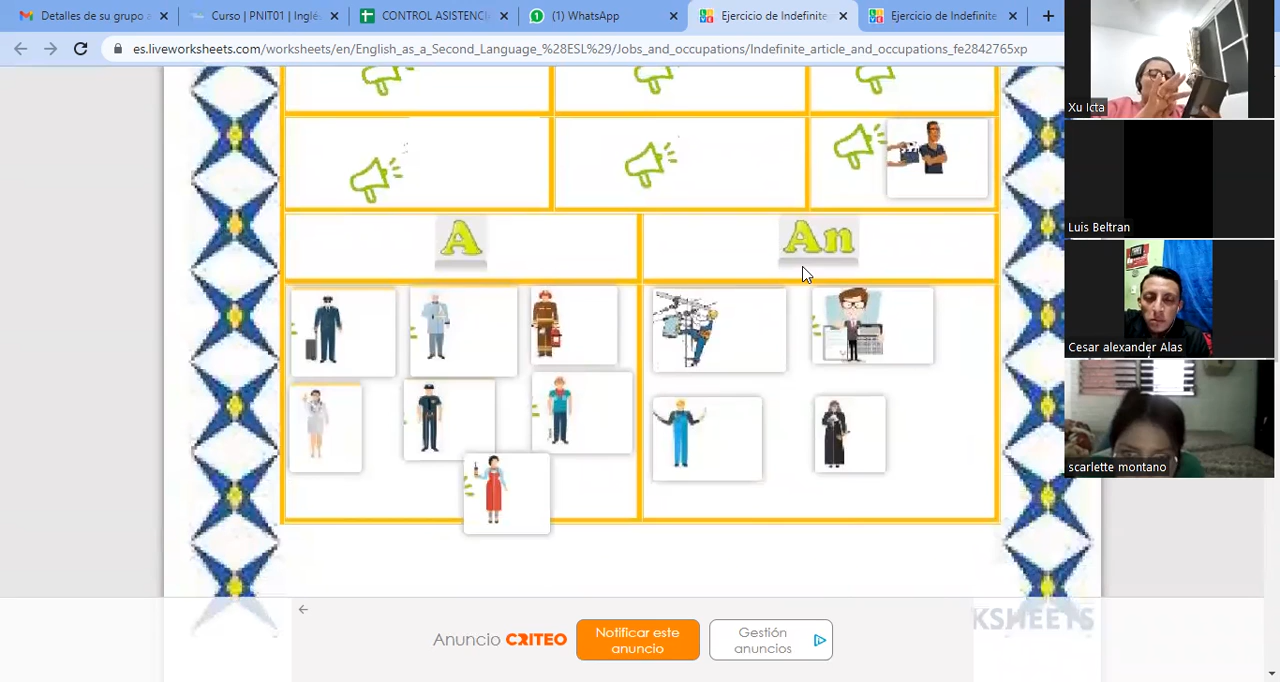 Detalles de su grupo a
Curso | PNIT01 | Inglé
CONTROL ASISTENCI
(1) WhatsApp
Ejercicio de Indefinite
Ejercicio de Indefinite
es.liveworksheets.com/worksheets/en/English_as_a_Second_Language_%28ESL%29/Jobs_and_occupations/Indefinite_article_and_occupations_fe2842765xp
Xu Icta
Luis Beltran
Cesar alexander Alas
scarlette montano
A
An
KSHEETS
Anuncio CRITEO
Notificar este
anuncio
Gestión
anuncios